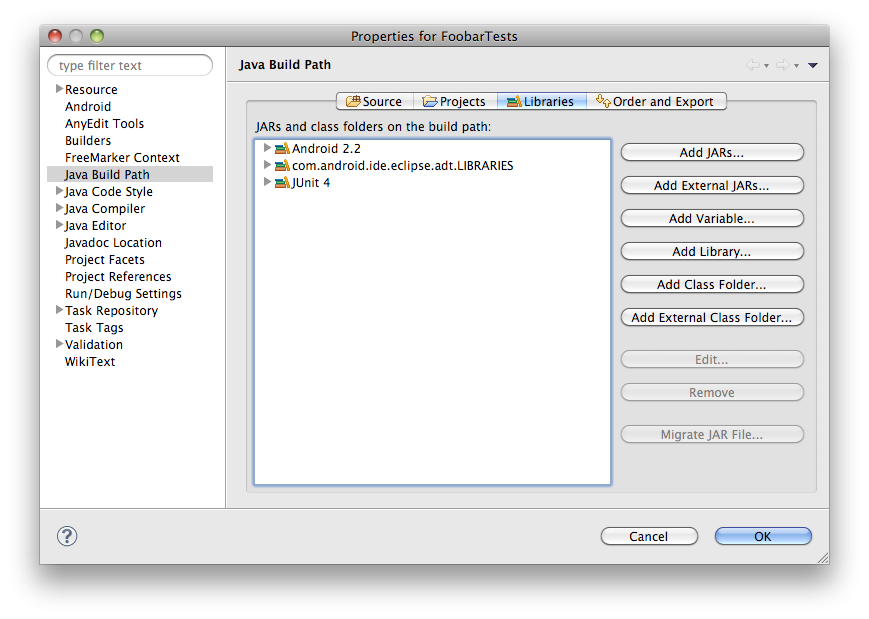 Properties for FoobarTests
type filter text
Resource
Android
AnyEdit Tools
Builders
FreeMarker Context
Java Build Path
Java Code Style
Java Compiler
Java Editor
Javadoc Location
Project Facets
Project References
Run/Debug Settings
Task Repository
Task Tags
Validation
WikiText
Java Build Path
Source
Projects
Libraries
Order and Export
JARs and class folders on the build path:
Android 2.2
com.android.ide.eclipse.adt.LIBRARIES
JUnit 4
Add JARs...
Add External JARs...
Add Variable...
Add Library...
Add Class Folder...
Add External Class Folder...
Edit...
Remove
Migrate JAR File...
?
Cancel
OK